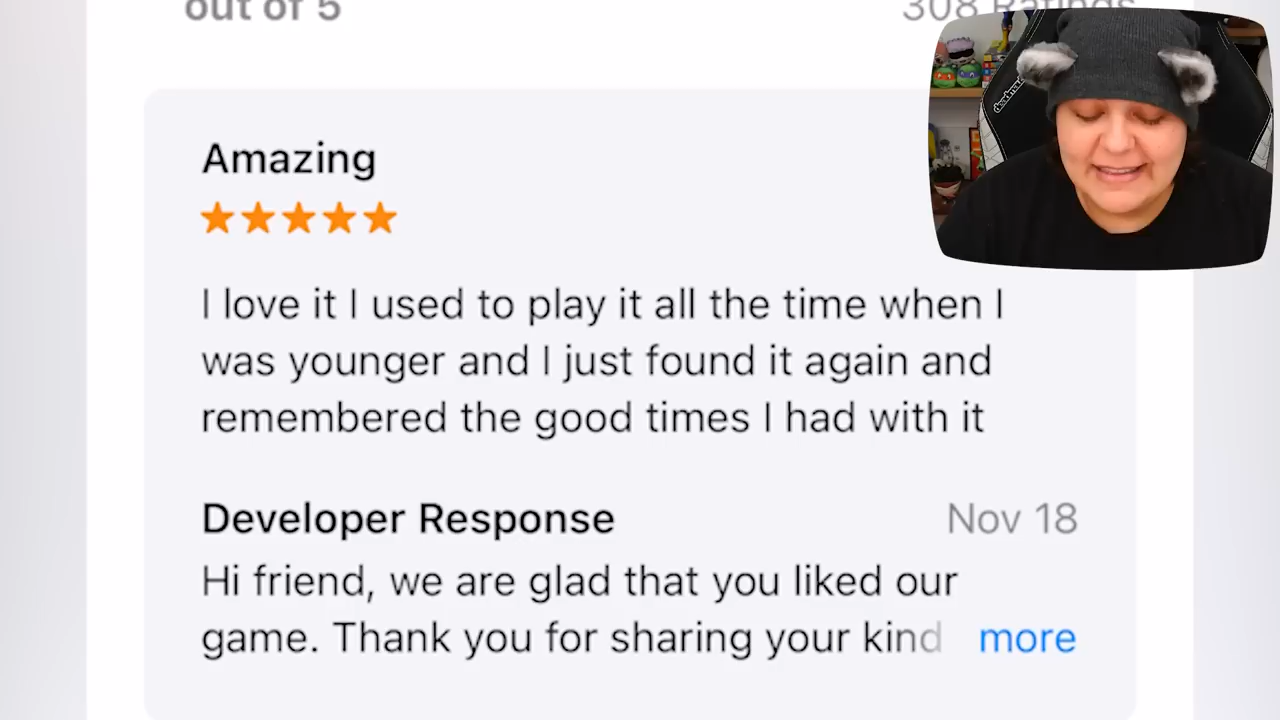 out of 5
308 Ratings
Amazing
I love it I used to play it all the time when I
was younger and I just found it again and
remembered the good times I had with it
Developer Response
Nov 18
Hi friend, we are glad that you liked our
game. Thank you for sharing your kind
more